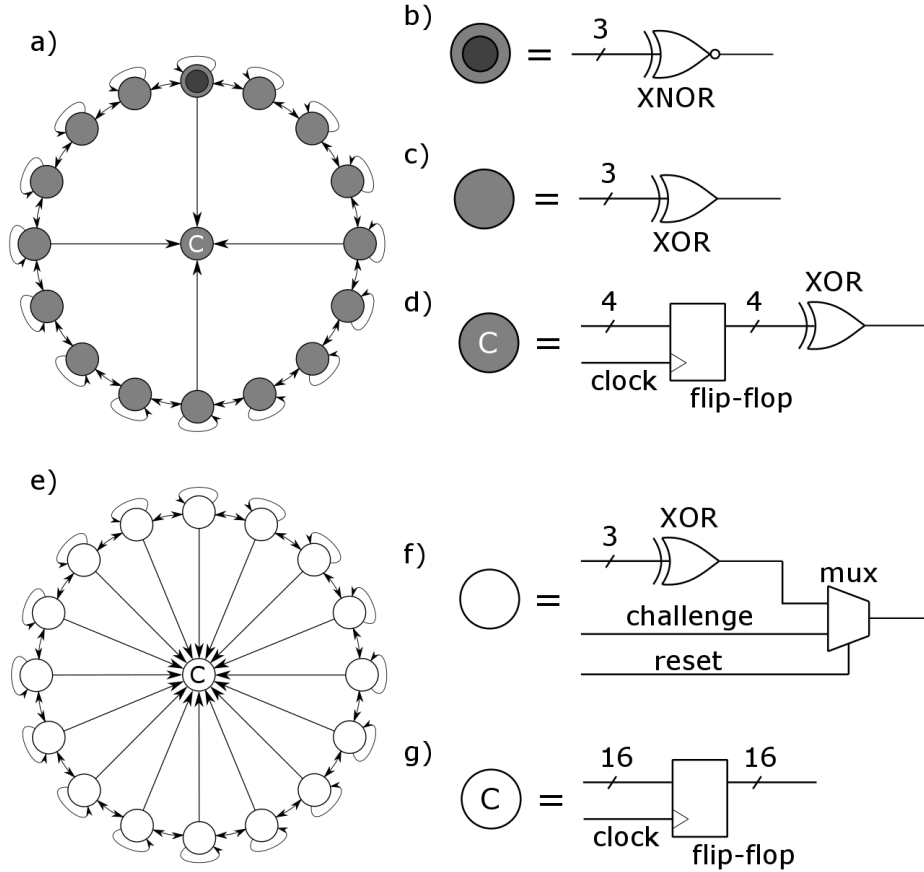 a)
C
b)
=
3
XNOR
c)
=
3
XOR
d)
C
=
4
4
XOR
clock
flip-flop
e)
C
f)
=
3
XOR
mux
challenge
reset
g)
C
=
16
16
clock
flip-flop